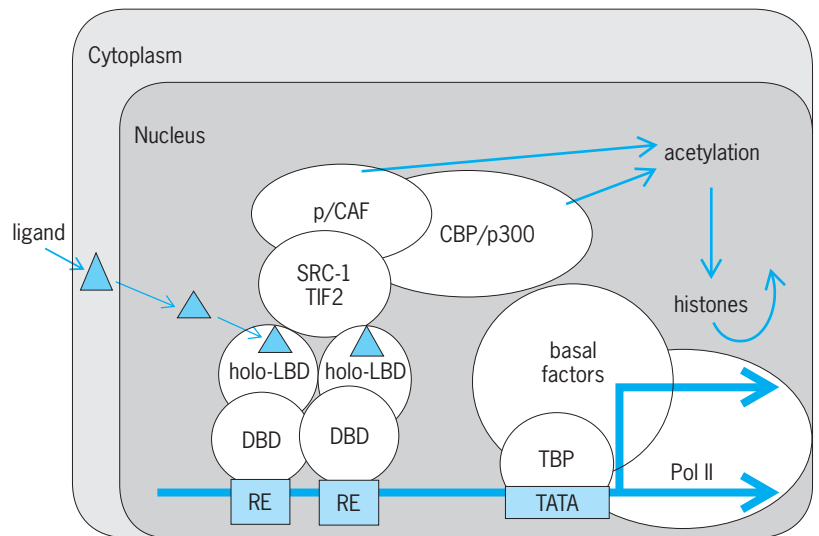 Cytoplasm
Nucleus
acetylation
p/CAF
CBP/p300
ligand
SRC-1
TIF2
histones
basal
factors
holo-LBD
holo-LBD
DBD
DBD
TBP
Pol II
RE
RE
TATA